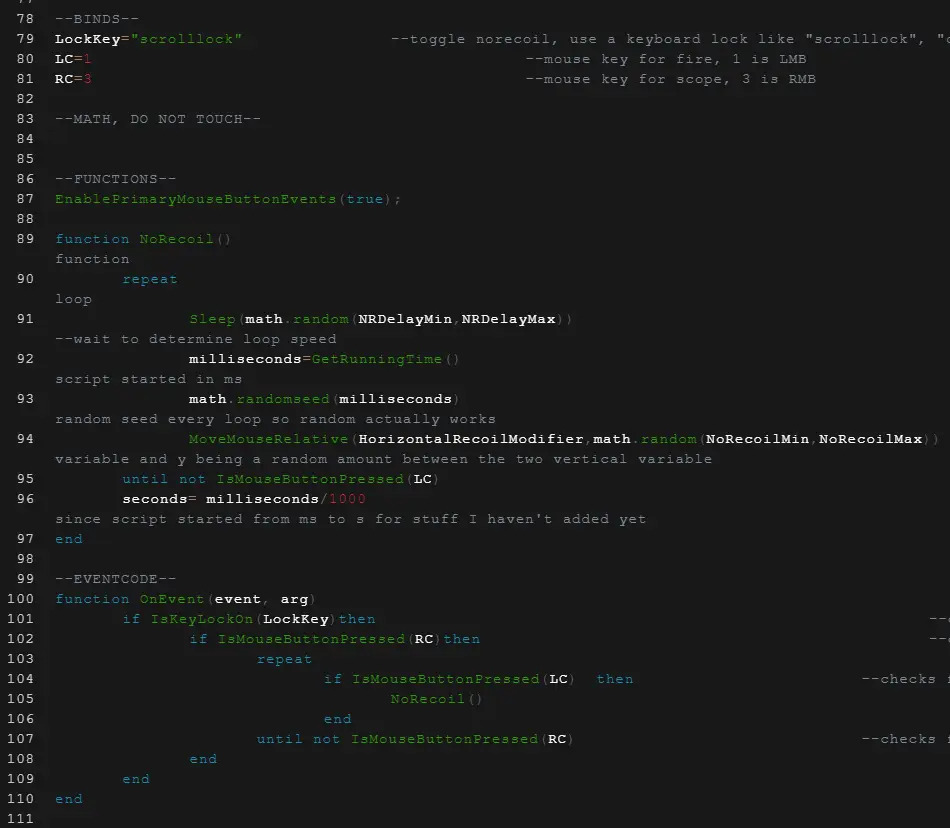 78 --BINDS--
79 LockKey="scrolllock" --toggle norecoil, use a keyboard lock like "scrolllock",
80 LC=1 --mouse key for fire, 1 is LMB
81 RC=3 --mouse key for scope, 3 is RMB
82
83 --MATH, DO NOT TOUCH--
84
85
86 --FUNCTIONS--
87 EnablePrimaryMouseButtonEvents(true);
88
89 function NoRecoil()
function
90 repeat
loop
91 Sleep(math.random(NRDelayMin,NRDelayMax))
--wait to determine loop speed
92 milliseconds=GetRunningTime()
script started in ms
93 math.randomseed(milliseconds)
random seed every loop so random actually works
94 MoveMouseRelative(HorizontalRecoilModifier,math.random(NoRecoilMin,NoRecoilMax))
variable and y being a random amount between the two vertical variable
95 until not IsMouseButtonPressed(LC)
96 seconds= milliseconds/1000
since script started from ms to s for stuff I haven't added yet
97 end
98
99 --EVENTCODE--
100 function OnEvent(event, arg)
101 if IsKeyLockOn(LockKey)then --
102 if IsMouseButtonPressed(RC)then --
103 repeat
104 if IsMouseButtonPressed(LC) then --checks
105 NoRecoil()
106 end
107 until not IsMouseButtonPressed(RC) --checks
108 end
109 end
110 end
111